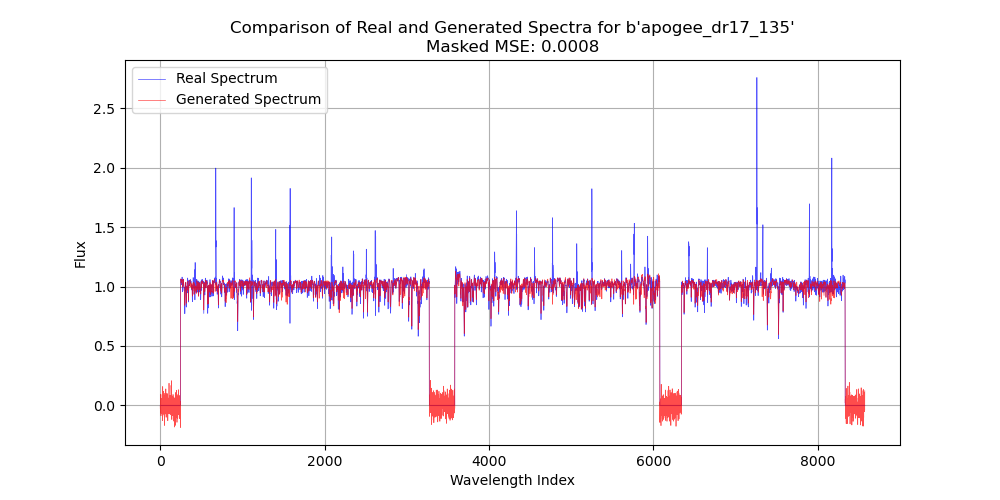 Comparison of Real and Generated Spectra for b'apogee_dr17_135'
Masked MSE: 0.0008
Real Spectrum
Generated Spectrum
2.5
2.0
1.5
1.0
0.5
0.0
Flux
0 2000 4000 6000 8000
Wavelength Index